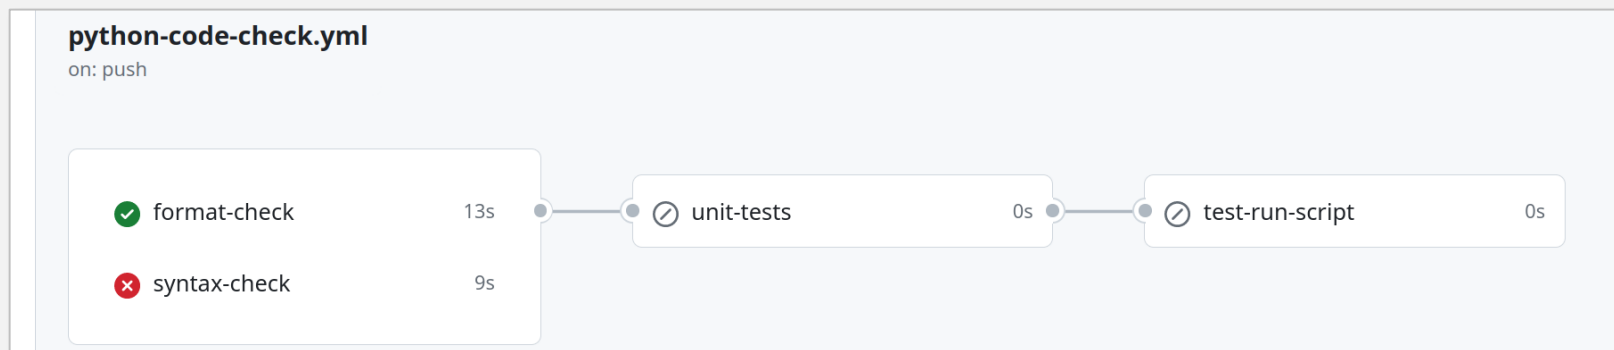 python-code-check.yml
on: push
format-check 13s
unit-tests 0s
test-run-script 0s
syntax-check 9s